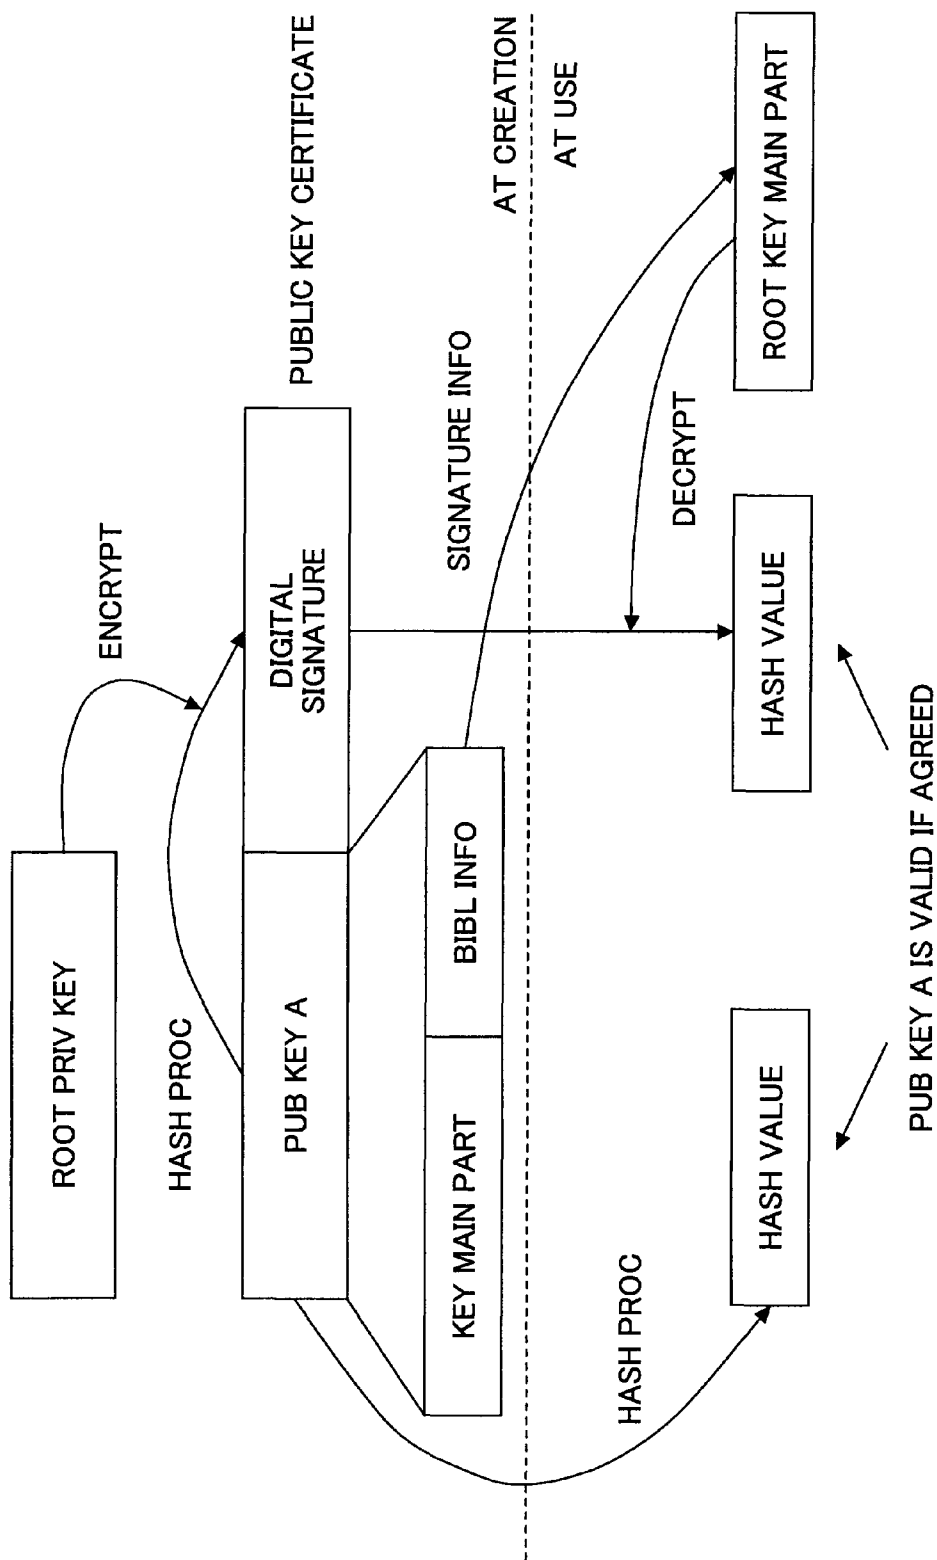 ROOT PRIV KEY
ENCRYPT
HASH PROC
PUB KEY A
DIGITAL
SIGNATURE
PUBLIC KEY CERTIFICATE
KEY MAIN PART
BIBL INFO
SIGNATURE INFO
AT CREATION
AT USE
HASH PROC
DECRYPT
HASH VALUE
HASH VALUE
ROOT KEY MAIN PART
PUB KEY A IS VALID IF AGREED